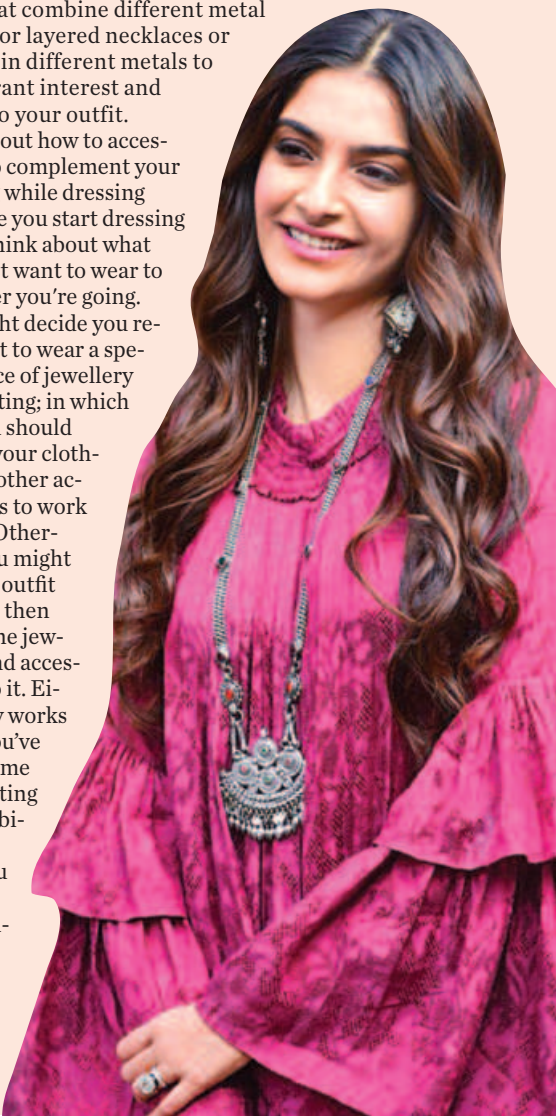 at combine different metal
or layered necklaces or
in different metals to
rant interest and
o your outfit.
out how to acces-
o complement your
while dressing
e you start dressing
hink about what
t want to wear to
er you're going.
ht decide you re-
t to wear a spe-
ce of jewellery
ting; in which
should
your cloth-
other ac-
s to work
Other-
u might
outfit
then
he jew-
nd acces-
it. Ei-
y works
ou've
me
ting
bi-
u